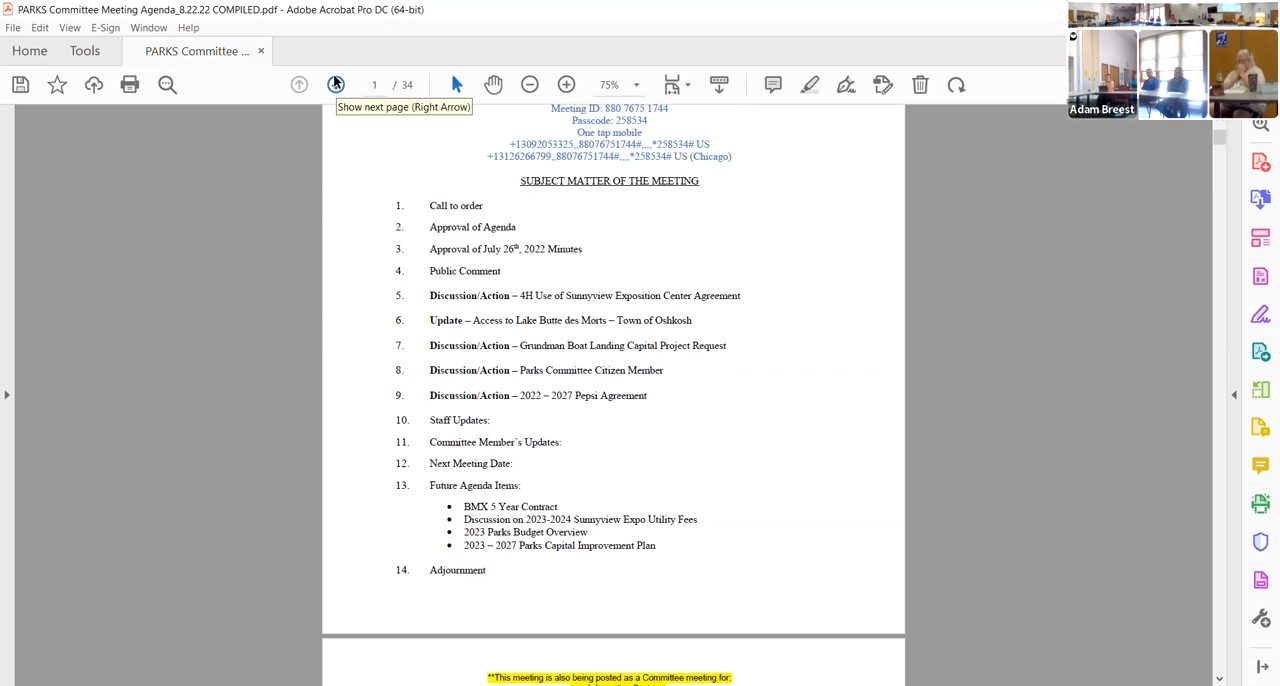 PARKS Committee Meeting Agenda_8.22.22 COMPILED.pdf - Adobe Acrobat Pro DC (64-bit)
File Edit View E-Sign Window Help
Home Tools PARKS Committee ... ×
1 / 34 75%
Show next page (Right Arrow)
Adam Breest
Meeting ID: 880 7675 1744
Passcode: 258534
One tap mobile
+13092053325,,88076751744#,,,,*258534# US
+13126266799,,88076751744#,,,,*258534# US (Chicago)
SUBJECT MATTER OF THE MEETING
1. Call to order
2. Approval of Agenda
3. Approval of July 26th, 2022 Minutes
4. Public Comment
5. Discussion/Action – 4H Use of Sunnyview Exposition Center Agreement
6. Update – Access to Lake Butte des Morts – Town of Oshkosh
7. Discussion/Action – Grundman Boat Landing Capital Project Request
8. Discussion/Action – Parks Committee Citizen Member
9. Discussion/Action – 2022 – 2027 Pepsi Agreement
10. Staff Updates:
11. Committee Member's Updates:
12. Next Meeting Date:
13. Future Agenda Items:
• BMX 5 Year Contract
• Discussion on 2023-2024 Sunnyview Expo Utility Fees
• 2023 Parks Budget Overview
• 2023 – 2027 Parks Capital Improvement Plan
14. Adjournment
**This meeting is also being posted as a Committee meeting for: